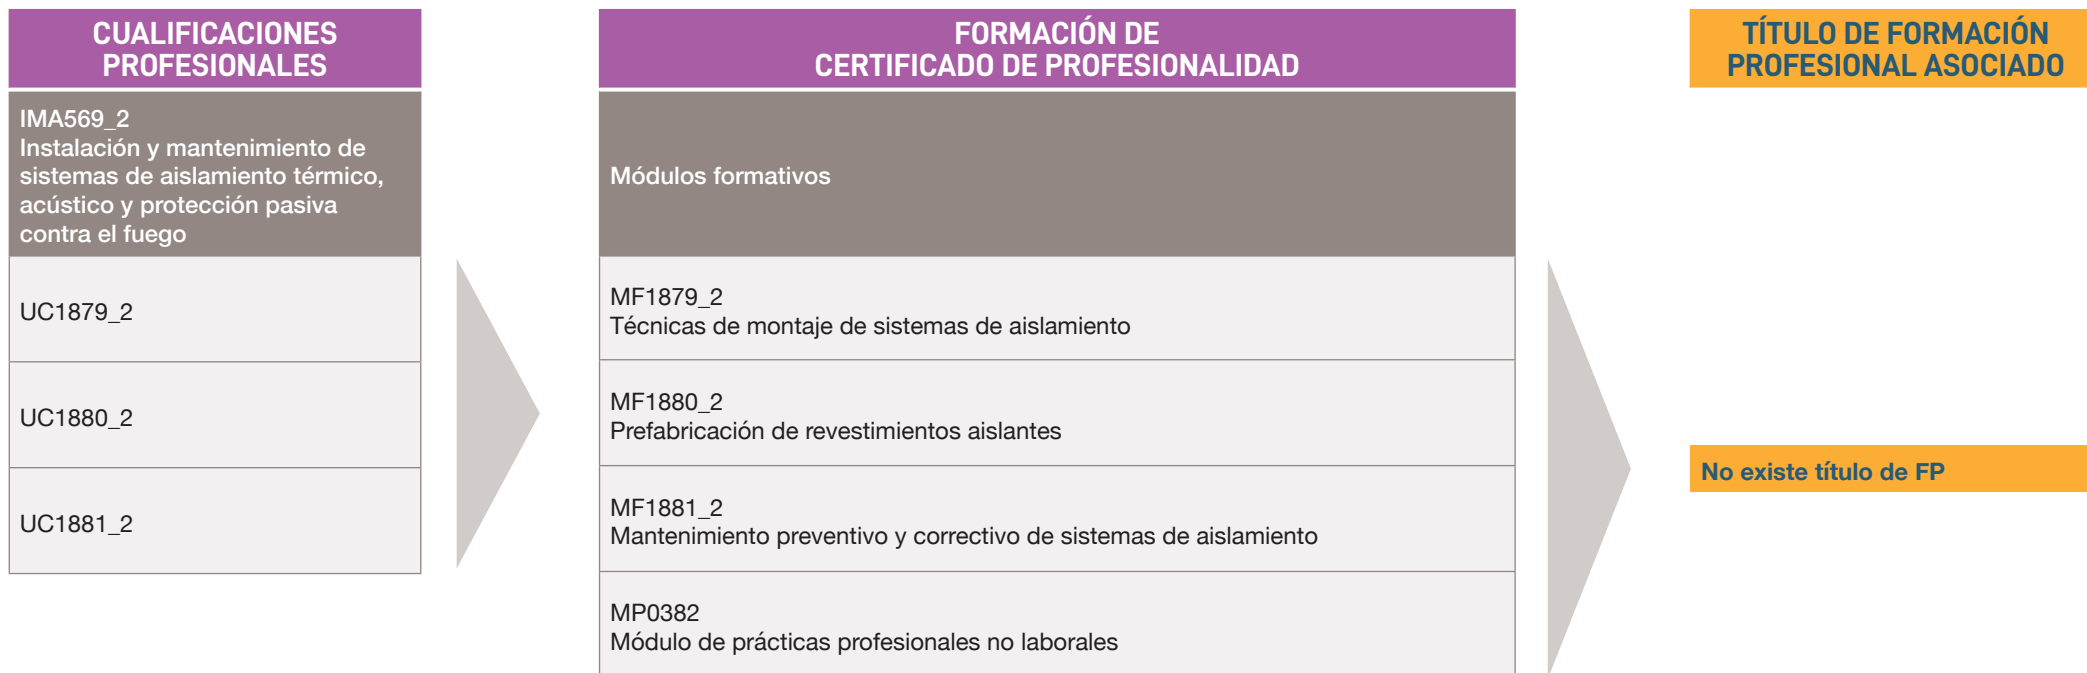 CUALIFICACIONES
PROFESIONALES
IMA569_2
Instalación y mantenimiento de
sistemas de aislamiento térmico,
acústico y protección pasiva
contra el fuego
UC1879_2
UC1880_2
UC1881_2
FORMACIÓN DE
CERTIFICADO DE PROFESIONALIDAD
Módulos formativos
MF1879_2
Técnicas de montaje de sistemas de aislamiento
MF1880_2
Prefabricación de revestimientos aislantes
MF1881_2
Mantenimiento preventivo y correctivo de sistemas de aislamiento
MP0382
Módulo de prácticas profesionales no laborales
TÍTULO DE FORMACIÓN
PROFESIONAL ASOCIADO
No existe título de FP